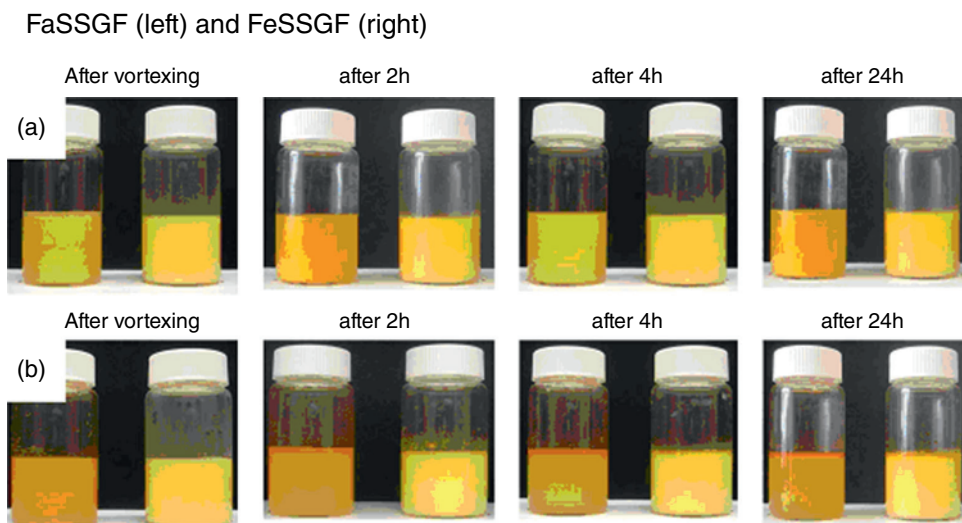 FaSSGF (left) and FeSSGF (right)
After vortexing after 2h after 4h after 24h
(a)
After vortexing after 2h after 4h after 24h
(b)